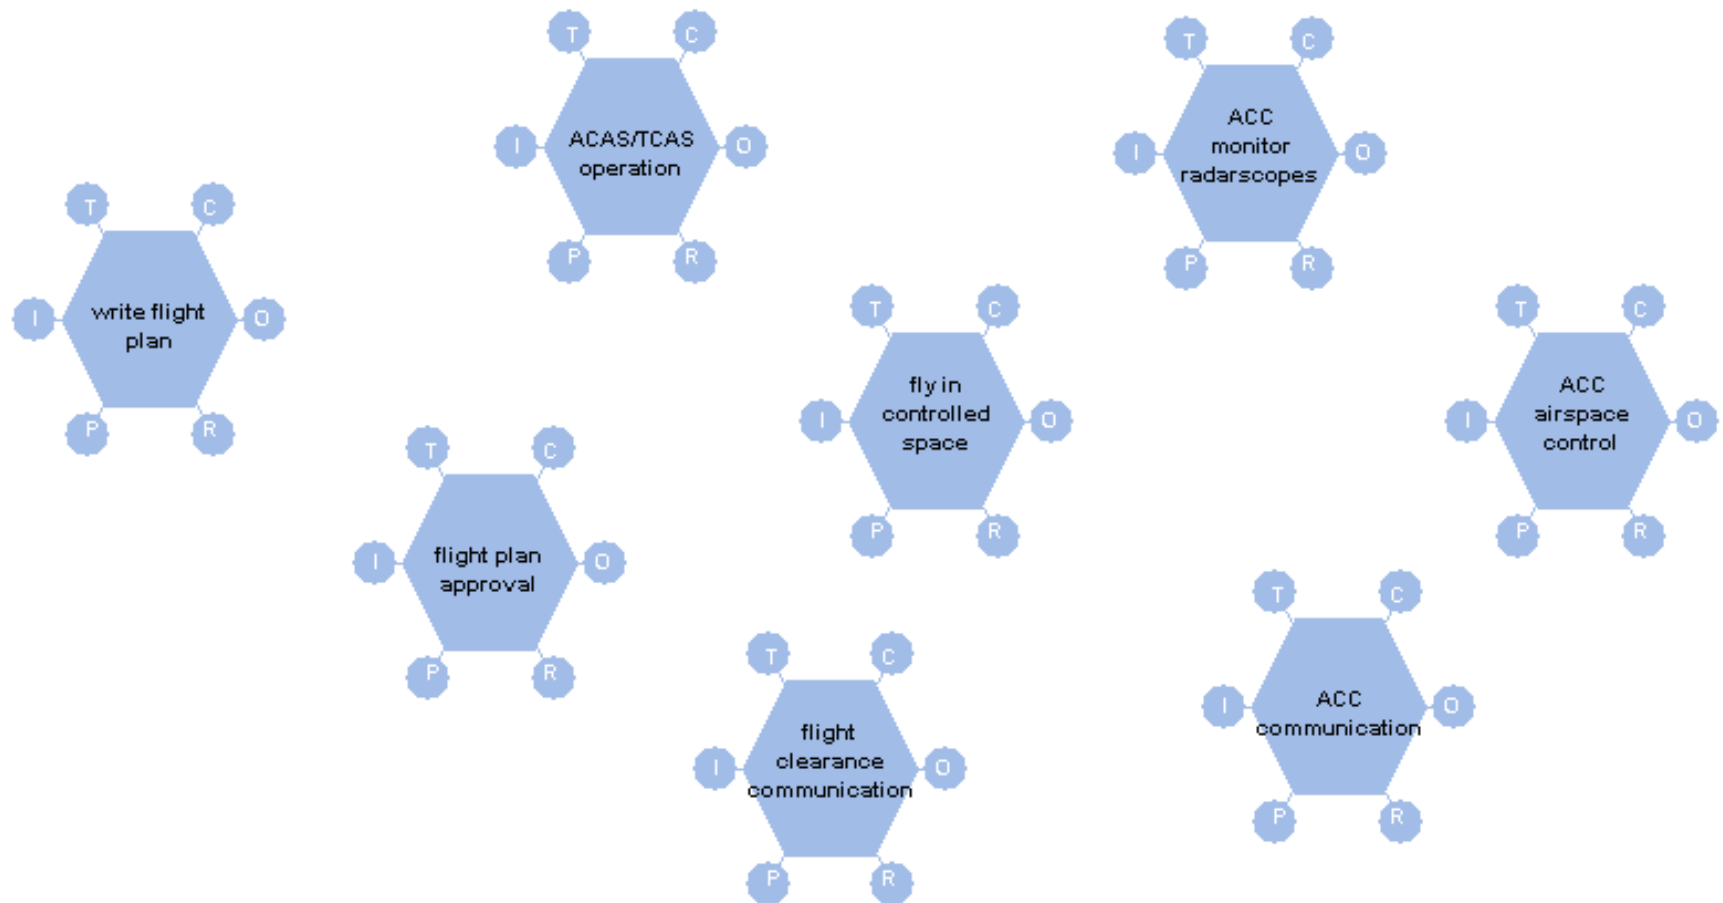 T
C
I
ACAS/TCAS
operation
O
P
R
T
C
I
ACC
monitor
radarscopes
O
P
R
T
C
I
write flight
plan
O
P
R
T
C
I
fly in
controlled
space
O
P
R
T
C
I
ACC
airspace
control
O
P
R
T
C
I
flight plan
approval
O
P
R
T
C
I
flight
clearance
communication
O
P
R
T
C
I
ACC
communication
O
P
R